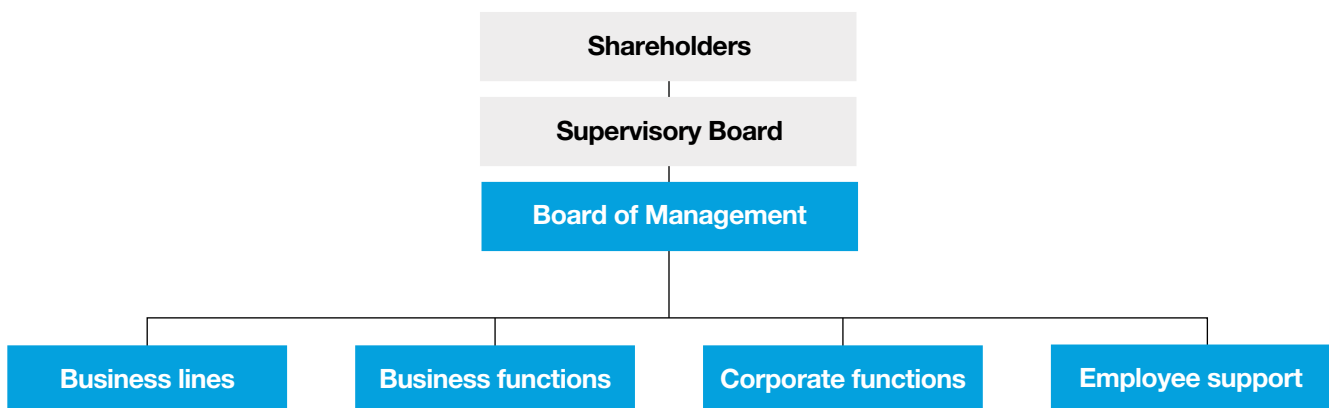 Shareholders
Supervisory Board
Board of Management
Business lines
Business functions
Corporate functions
Employee support